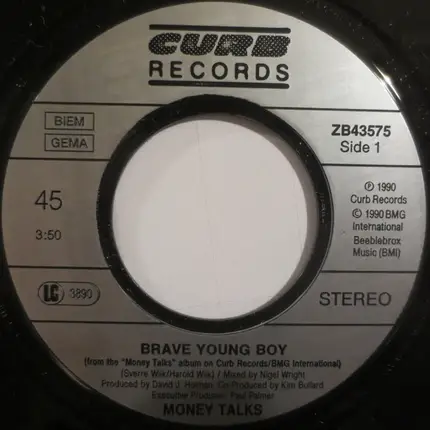 CURB
RECORDS
BIEM
GEMA
45
3:50
LC 3890
ZB43575
Side 1
℗ 1990
Curb Records
© 1990 BMG
International
Beeblebrox
Music (BMI)
STEREO
BRAVE YOUNG BOY
(from the "Money Talks" album on Curb Records/BMG International)
(Sverre Wiik/Harold Wiik) / Mixed by Nigel Wright
Produced by David J. Holman, Co-Produced by Kim Bullard
Executive Producer: Paul Palmer
MONEY TALKS